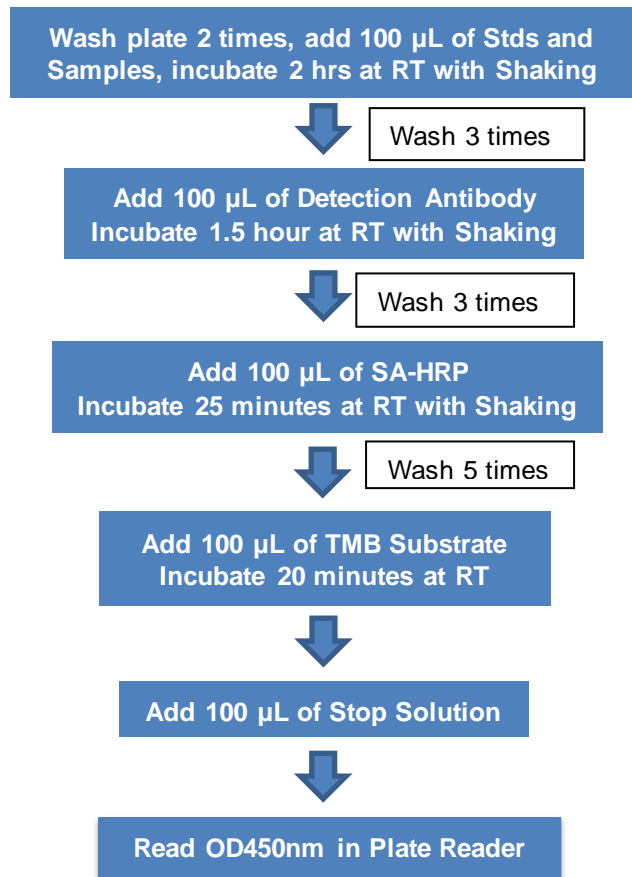 Wash plate 2 times, add 100 µL of Stds and
Samples, incubate 2 hrs at RT with Shaking
Wash 3 times
Add 100 µL of Detection Antibody
Incubate 1.5 hour at RT with Shaking
Wash 3 times
Add 100 µL of SA-HRP
Incubate 25 minutes at RT with Shaking
Wash 5 times
Add 100 µL of TMB Substrate
Incubate 20 minutes at RT
Add 100 µL of Stop Solution
Read OD450nm in Plate Reader